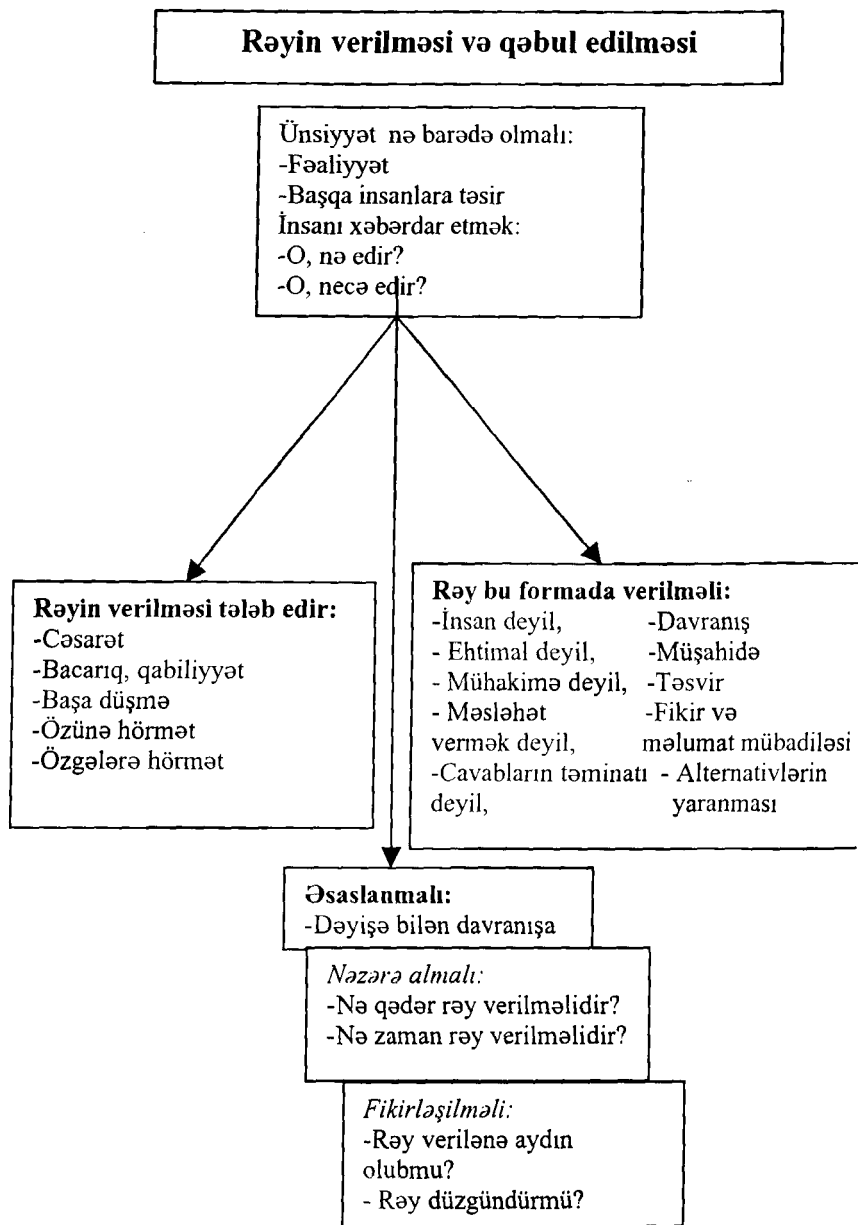 Rəyin verilməsi və qəbul edilməsi
Ünsiyyət nə barədə olmalı:
-Fəaliyyət
-Başqa insanlara təsir
İnsanı xəbərdar etmək:
-O, nə edir?
-O, necə edir?
Rəyin verilməsi tələb edir:
-Cəsarət
-Bacarıq, qabiliyyət
-Başa düşmə
-Özünə hörmət
-Özgələrə hörmət
Rəy bu formada verilməli:
-İnsan deyil, -Davranış
- Ehtimal deyil, -Müşahidə
- Mühakimə deyil, -Təsvir
- Məsləhət -Fikir və
vermək deyil, məlumat mübadiləsi
-Cavabların təminatı - Alternativlərin
deyil, yaranması
Əsaslanmalı:
-Dəyişə bilən davranışa
Nəzərə almalı:
-Nə qədər rəy verilməlidir?
-Nə zaman rəy verilməlidir?
Fikirləşilməli:
-Rəy verilənə aydın
olubmu?
- Rəy düzgündürmü?